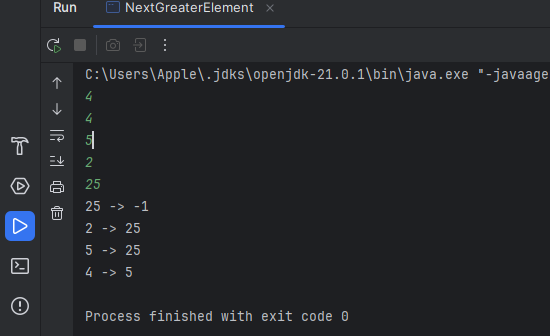 Run NextGreaterElement
C:\Users\Apple\.jdks\openjdk-21.0.1\bin\java.exe "-javaage
4
4
5
2
25
25 -> -1
2 -> 25
5 -> 25
4 -> 5
Process finished with exit code 0